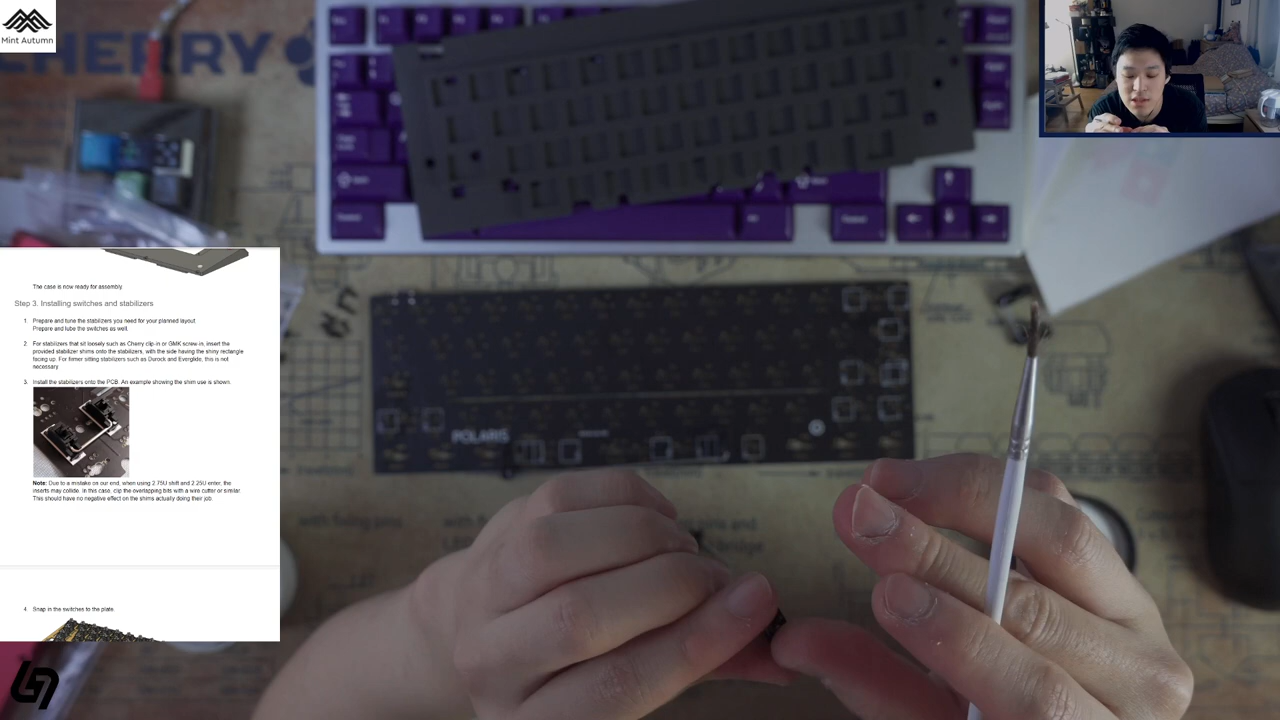 Mint Autumn
CHERRY
The case is now ready for assembly.
Step 3. Installing switches and stabilizers
1. Prepare and tune the stabilizers you need for your planned layout.
Prepare and lube the switches as well.
2. For stabilizers that sit loosely such as Cherry clip-in or GMK screw-in, insert the
provided stabilizer shims onto the stabilizers, with the side having the shiny rectangle
facing up. For firmer sitting stabilizers such as Durock and Everglide, this is not
necessary
3. Install the stabilizers onto the PCB. An example showing the shim use is shown.
Note: Due to a mistake on our end, when using 2.75U shift and 2.25U enter, the
inserts may collide. In this case, clip the overlapping bits with a wire cutter or similar.
This should have no negative effect on the shims actually doing their job.
4. Snap in the switches to the plate.
POLARIS
with fixing pins